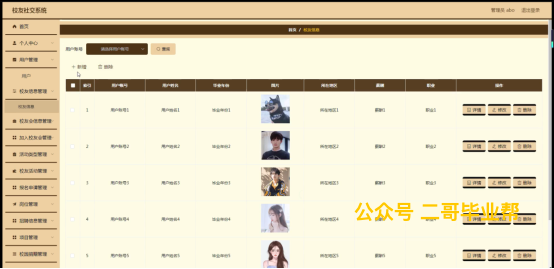 校友社交系统
管理员 abo 退出登录
首页
个人中心
用户管理
用户
校友信息管理
校友信息
校友会信息管理
加入校友会管理
活动类型管理
校友活动管理
报名申请管理
岗位管理
招聘信息管理
项目管理
校园捐赠管理
首页 / 校友信息
用户账号 请选择用户账号 查询
+ 新增 删除
索引 用户账号 用户姓名 毕业年份 照片 所在地区 薪酬 职业 操作
1 用户账号1 用户姓名1 毕业年份1 所在地区1 薪酬1 职业1 详情 修改 删除
2 用户账号2 用户姓名2 毕业年份2 所在地区2 薪酬2 职业2 详情 修改 删除
3 用户账号3 用户姓名3 毕业年份3 所在地区3 薪酬3 职业3 详情 修改 删除
4 用户账号4 用户姓名4 毕业年份4 所在地区4 详情 修改 删除
公众号 二哥毕业帮
5 用户账号5 用户姓名5 毕业年份5 所在地区5 薪酬5 职业5 详情 修改 删除